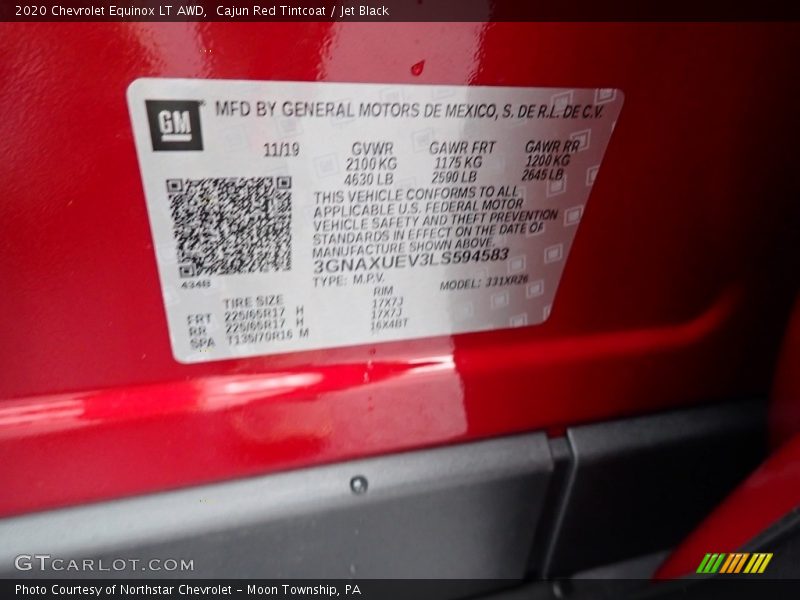 2020 Chevrolet Equinox LT AWD,  Cajun Red Tintcoat / Jet Black
GM MFD BY GENERAL MOTORS DE MEXICO, S. DE R.L. DE C.V.
11/19 GVWR GAWR FRT GAWR RR
2100 KG 1175 KG 1200 KG
4630 LB 2590 LB 2645 LB
THIS VEHICLE CONFORMS TO ALL
APPLICABLE U.S. FEDERAL MOTOR
VEHICLE SAFETY AND THEFT PREVENTION
STANDARDS IN EFFECT ON THE DATE OF
MANUFACTURE SHOWN ABOVE.
3GNAXUEV3LS594583
434B TYPE: M.P.V. MODEL: 331XR26
TIRE SIZE RIM
FRT 225/65R17 H 17X7J
RR 225/65R17 H 17X7J
SPA T135/70R16 M 16X4BT
GTCARLOT.COM
Photo Courtesy of Northstar Chevrolet – Moon Township, PA